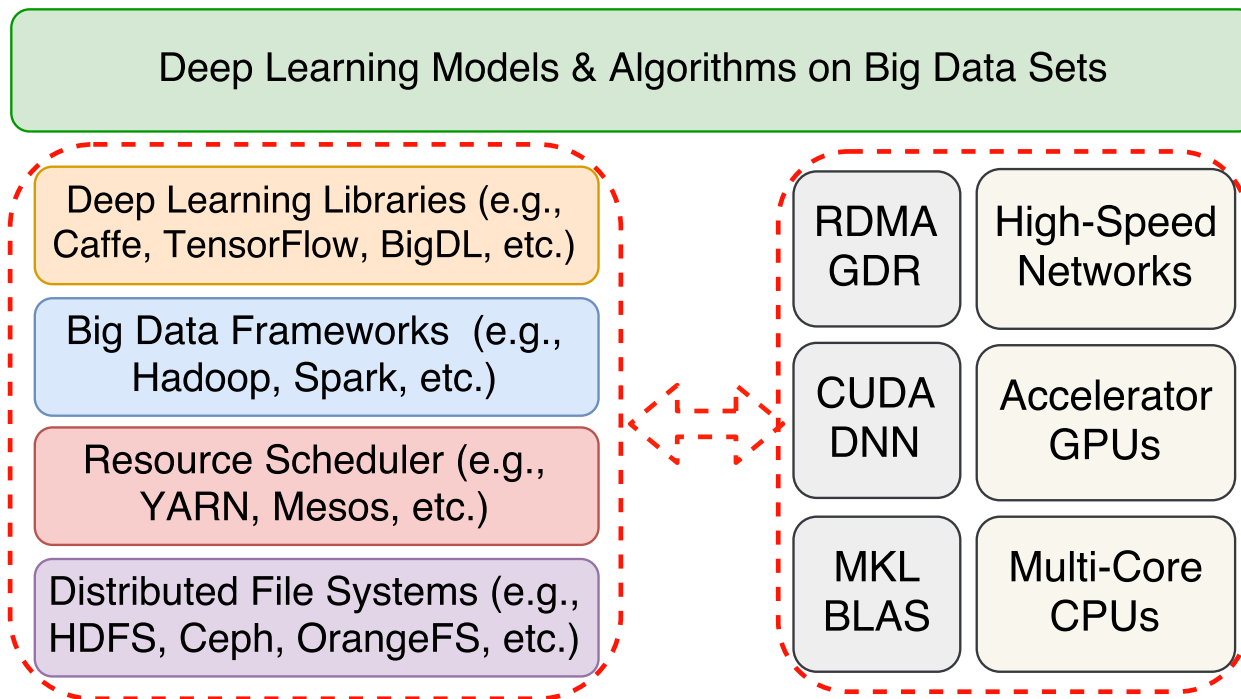 Deep Learning Models & Algorithms on Big Data Sets
Deep Learning Libraries (e.g.,
Caffe, TensorFlow, BigDL, etc.)
Big Data Frameworks  (e.g.,
Hadoop, Spark, etc.)
Resource Scheduler (e.g.,
YARN, Mesos, etc.)
Distributed File Systems (e.g.,
HDFS, Ceph, OrangeFS, etc.)
RDMA
GDR
High-Speed
Networks
CUDA
DNN
Accelerator
GPUs
MKL
BLAS
Multi-Core
CPUs